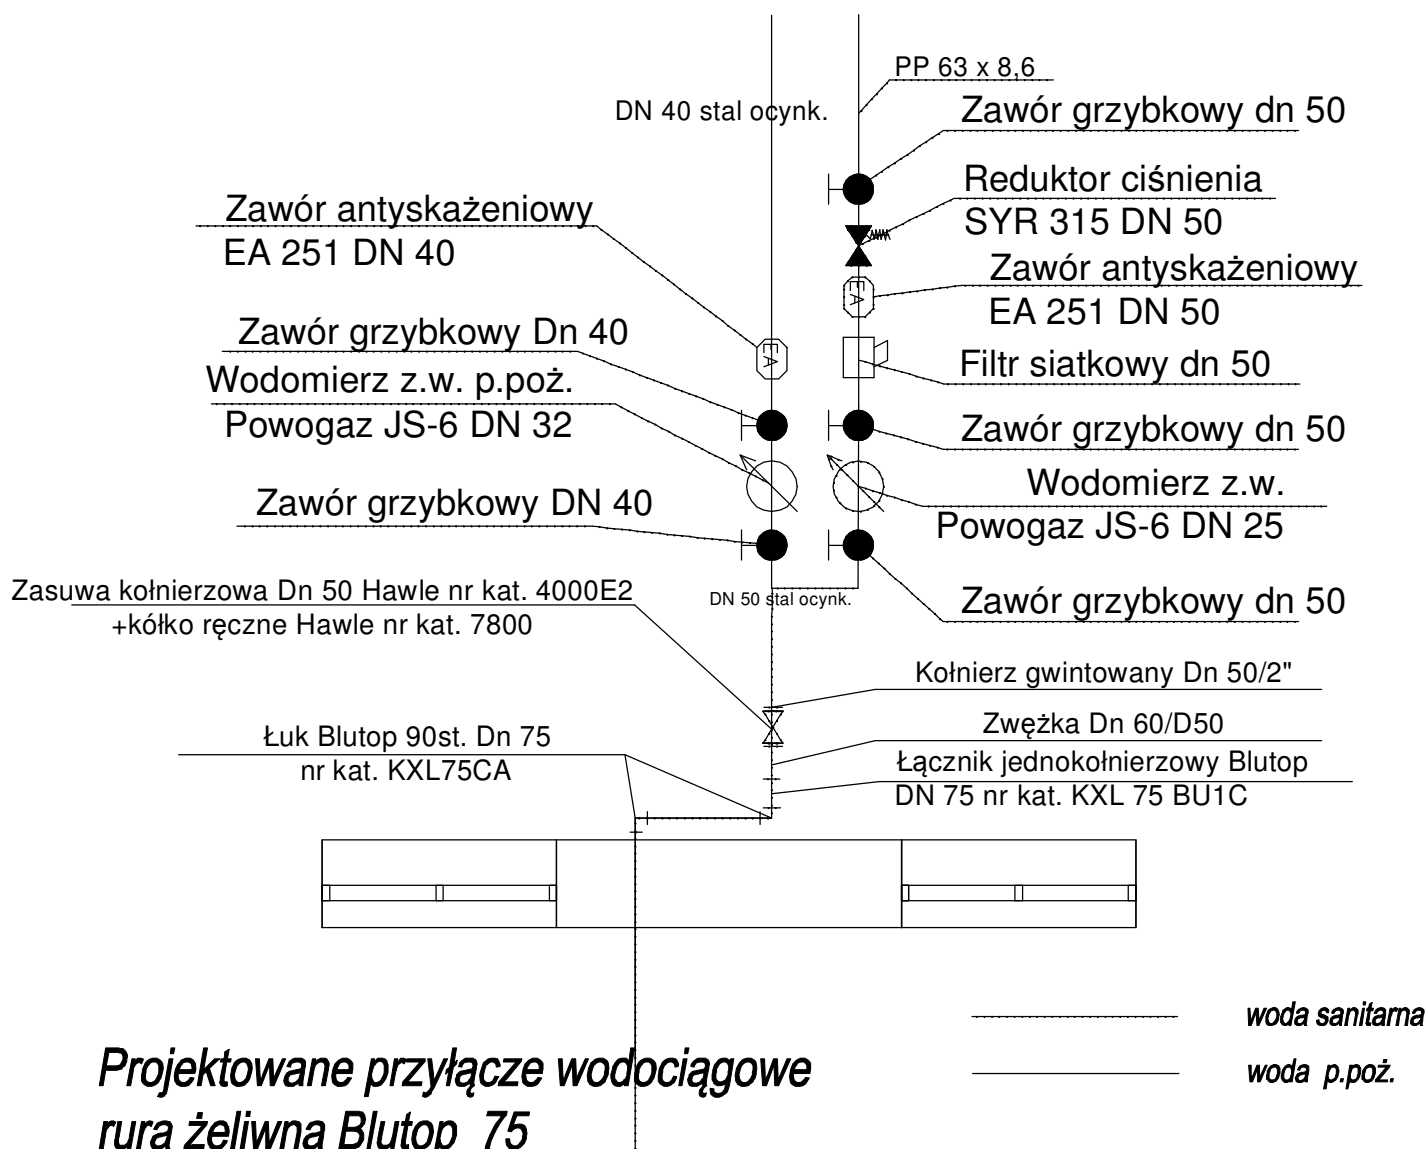 PP 63 x 8,6
DN 40 stal ocynk.
Zawór grzybkowy dn 50
Reduktor ciśnienia
SYR 315 DN 50
Zawór antyskażeniowy
EA 251 DN 40
Zawór antyskażeniowy
EA 251 DN 50
EA
EA
Zawór grzybkowy Dn 40
Filtr siatkowy dn 50
Wodomierz z.w. p.poż.
Powogaz JS-6 DN 32
Zawór grzybkowy dn 50
Zawór grzybkowy DN 40
Wodomierz z.w.
Powogaz JS-6 DN 25
Zasuwa kołnierzowa Dn 50 Hawle nr kat. 4000E2
+kółko ręczne Hawle nr kat. 7800
DN 50 stal ocynk.
Zawór grzybkowy dn 50
Kołnierz gwintowany Dn 50/2"
Zwężka Dn 60/D50
Łuk Blutop 90st. Dn 75
nr kat. KXL75CA
Łącznik jednokołnierzowy Blutop
DN 75 nr kat. KXL 75 BU1C
woda sanitarna
woda p.poż.
Projektowane przyłącze wodociągowe
rura żeliwna Blutop 75